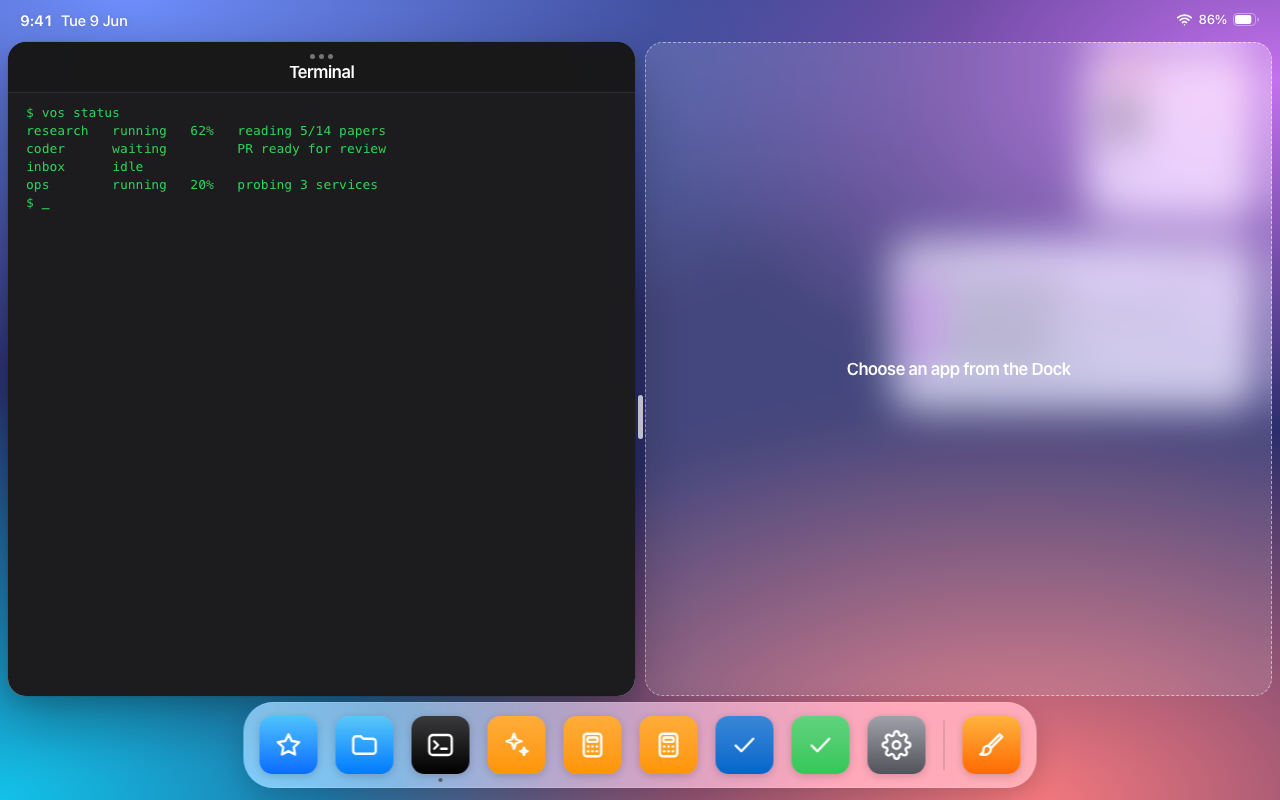 9:41 Tue 9 Jun
86%
Terminal
$ vos status
research running 62% reading 5/14 papers
coder waiting PR ready for review
inbox idle
ops running 20% probing 3 services
$ _
Choose an app from the Dock